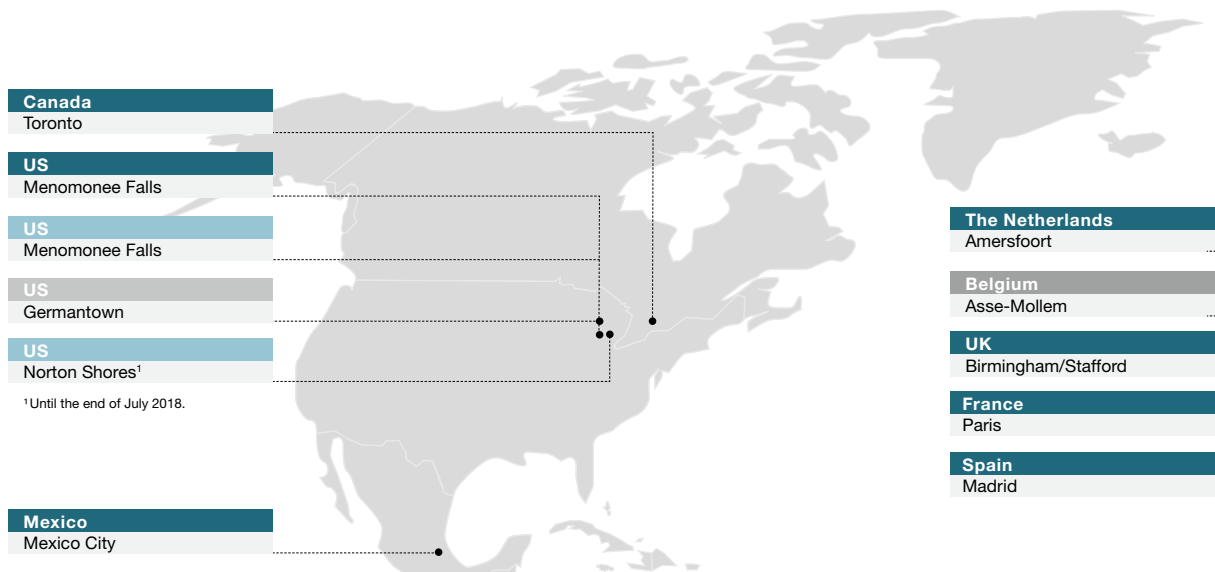 Canada
Toronto
US
Menomonee Falls
US
Menomonee Falls
US
Germantown
US
Norton Shores¹
¹Until the end of July 2018.
Mexico
Mexico City
The Netherlands
Amersfoort
Belgium
Asse-Mollem
UK
Birmingham/Stafford
France
Paris
Spain
Madrid